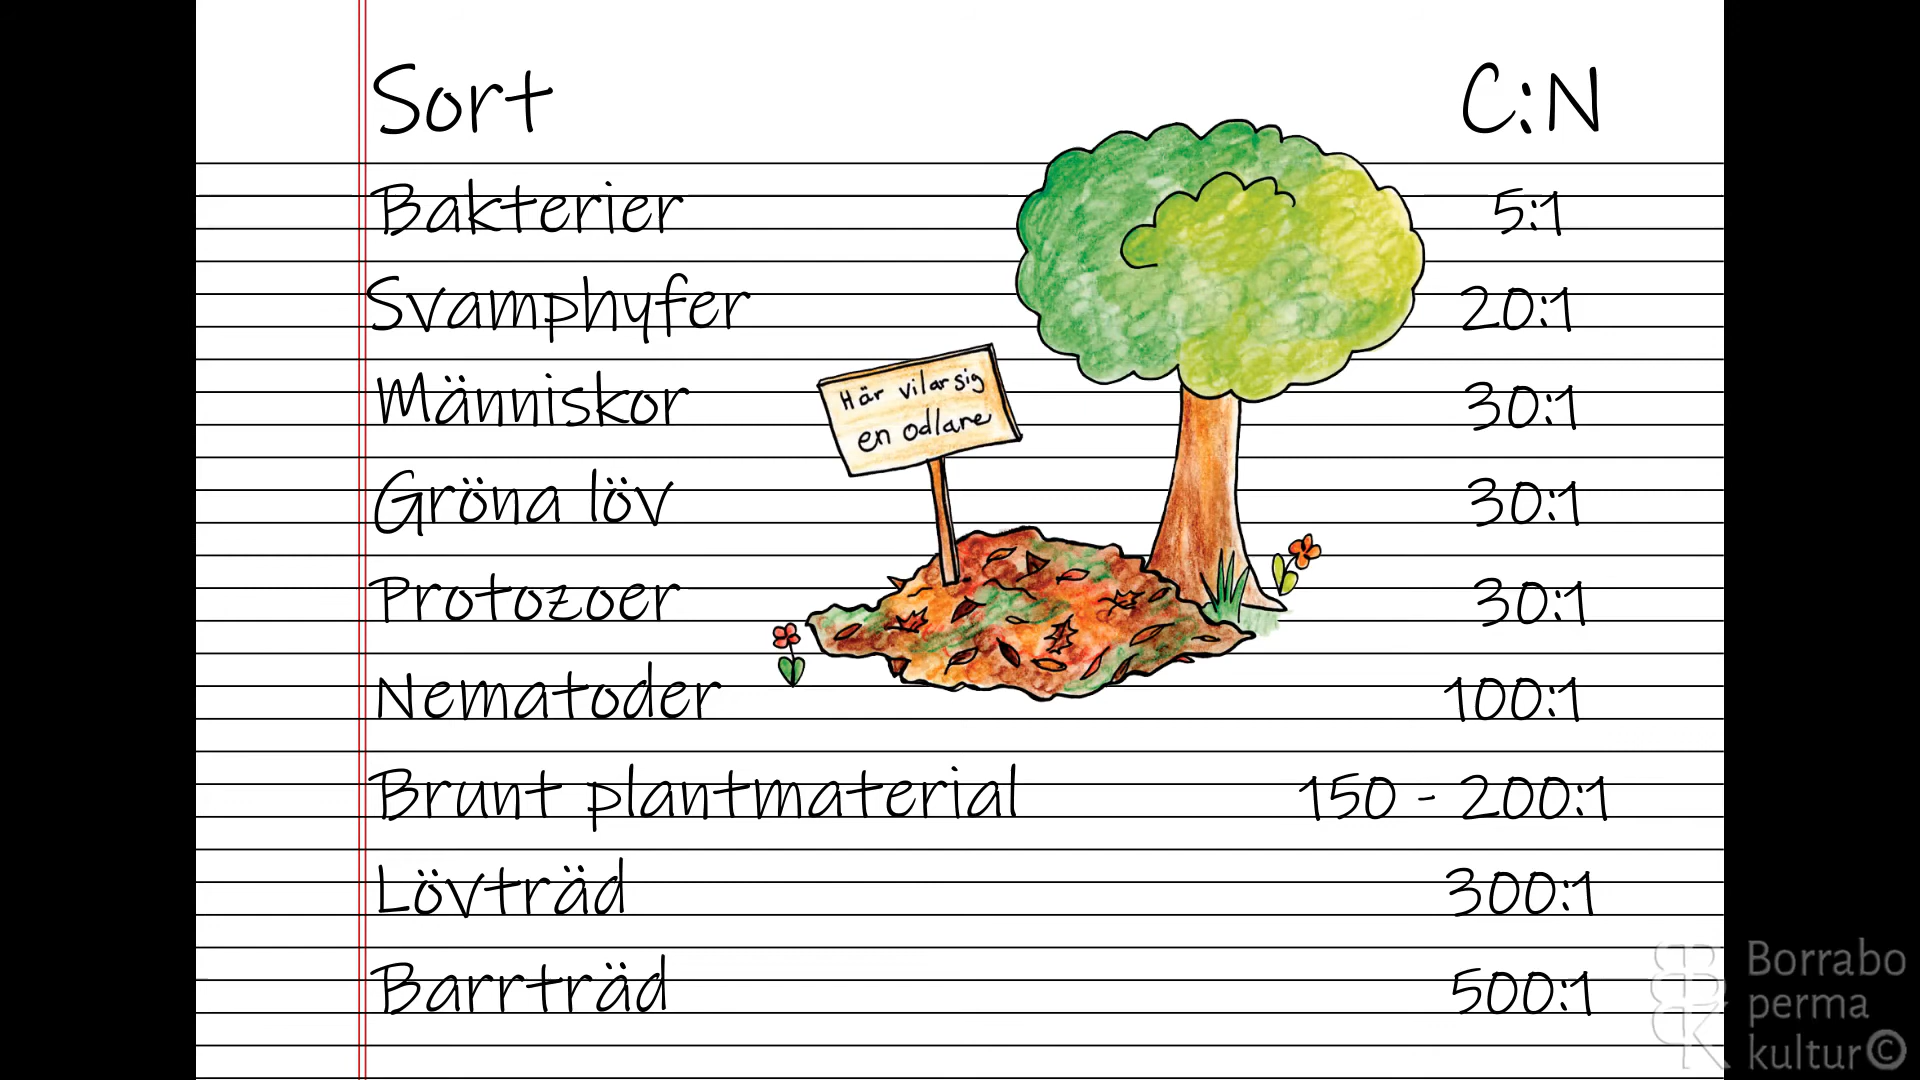 Sort C:N
Bakterier 5:1
Svamphyfer 20:1
Människor 30:1
Gröna löv 30:1
Protozoer 30:1
Nematoder 100:1
Brunt plantmaterial 150 - 200:1
Lövträd 300:1
Barrträd 500:1
Här vilar sig
en odlare
Borrabo
perma
kultur©
BPK